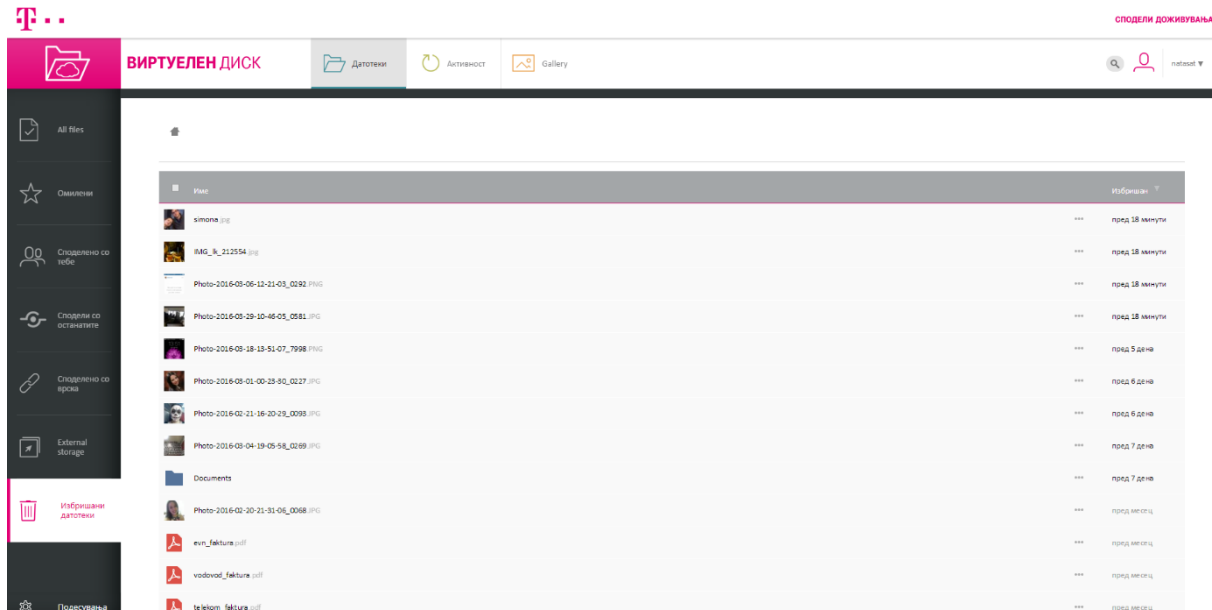 T··
СПОДЕЛИ ДОЖИВУВАЊА
ВИРТУЕЛЕН ДИСК
Датотеки
Активност
Gallery
natasat
All files
Омилени
Споделено со
тебе
Сподели со
останатите
Споделено со
врска
External
storage
Избришани
датотеки
Подесувања
Име
Избришан
simona.jpg
пред 18 минути
IMG_lk_212554.jpg
пред 18 минути
Photo-2016-03-06-12-21-03_0292.PNG
пред 18 минути
Photo-2016-03-29-10-46-05_0581.JPG
пред 18 минути
Photo-2016-03-18-13-51-07_7998.PNG
пред 5 дена
Photo-2016-03-01-00-23-30_0227.JPG
пред 6 дена
Photo-2016-02-21-16-20-29_0093.JPG
пред 6 дена
Photo-2016-03-04-19-05-58_0269.JPG
пред 7 дена
Documents
пред 7 дена
Photo-2016-02-20-21-31-06_0068.JPG
пред месец
evn_faktura.pdf
пред месец
vodovod_faktura.pdf
пред месец
telekom_faktura.pdf
пред месец